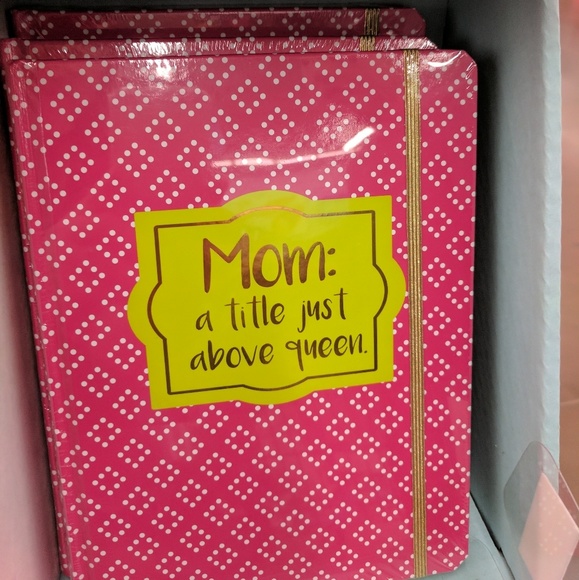 Mom:
a title just
above queen.